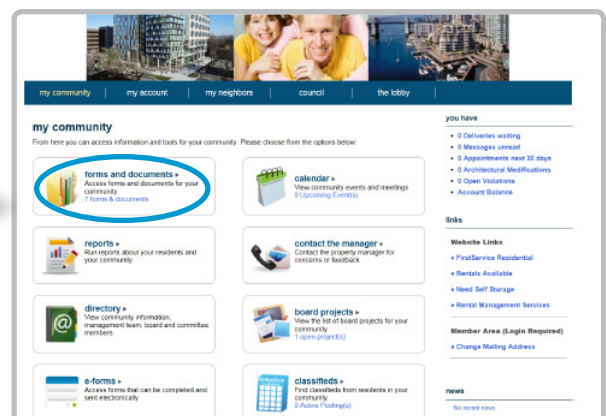 my community
my account
my neighbors
council
the lobby
my community
From here you can access information and tools for your community. Please choose from the options below:
forms and documents
Access forms and documents for your
community
7 forms & documents
calendar
View community events and meetings
0 Upcoming Event(s)
reports
Run reports about your residents and
your community
contact the manager
Contact the property manager for
concerns or feedback
directory
View community information,
management team, board and committee
members
board projects
View the list of board projects for your
community
1 open project(s)
e-forms
Access forms that can be completed and
sent electronically
classifieds
Find classifieds from residents in your
community
0 Active Posting(s)
you have
0 Deliveries waiting
0 Messages unread
0 Appointments next 30 days
0 Architectural Modifications
0 Open Violations
Account Balance
links
Website Links
FirstService Residential
Rentals Available
Need Self Storage
Rental Management Services
Member Area (Login Required)
Change Mailing Address
news
No recent news